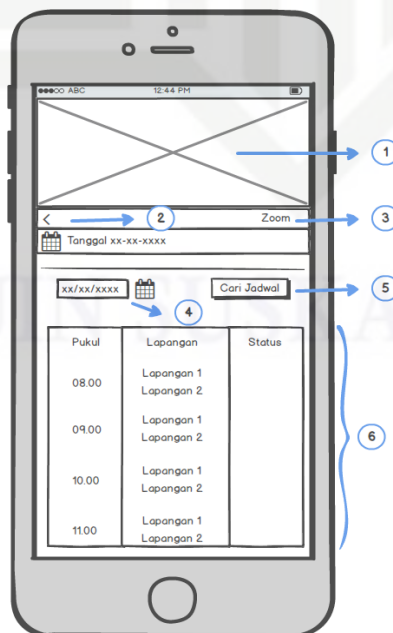 ABC 12:44 PM
1
2 Zoom 3
Tanggal xx-xx-xxxx
xx/xx/xxxx Cari Jadwal 5
4
Pukul Lapangan Status
08.00 Lapangan 1
Lapangan 2
09.00 Lapangan 1
Lapangan 2
6
10.00 Lapangan 1
Lapangan 2
11.00 Lapangan 1
Lapangan 2